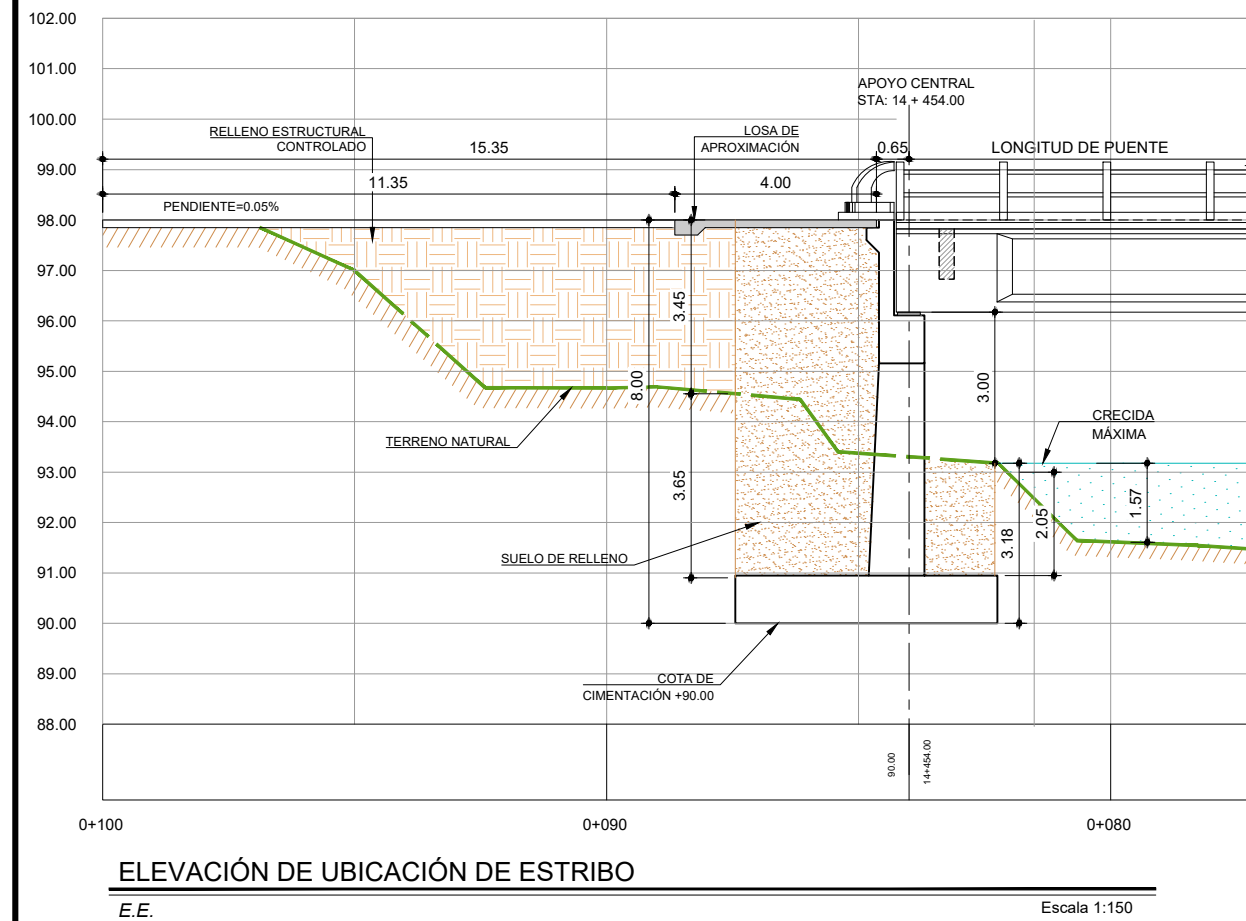 102.00
101.00
100.00
99.00
98.00
97.00
96.00
95.00
94.00
93.00
92.00
91.00
90.00
89.00
88.00
APOYO CENTRAL
STA: 14 + 454.00
RELLENO ESTRUCTURAL
CONTROLADO
15.35
LOSA DE
APROXIMACIÓN
0.65
LONGITUD DE PUENTE
11.35
4.00
PENDIENTE=0.05%
3.45
8.00
3.00
TERRENO NATURAL
CRECIDA
MÁXIMA
3.65
1.57
2.05
3.18
SUELO DE RELLENO
COTA DE
CIMENTACIÓN +90.00
90.00
14+454.00
0+100
0+090
0+080
ELEVACIÓN DE UBICACIÓN DE ESTRIBO
E.E.
Escala 1:150